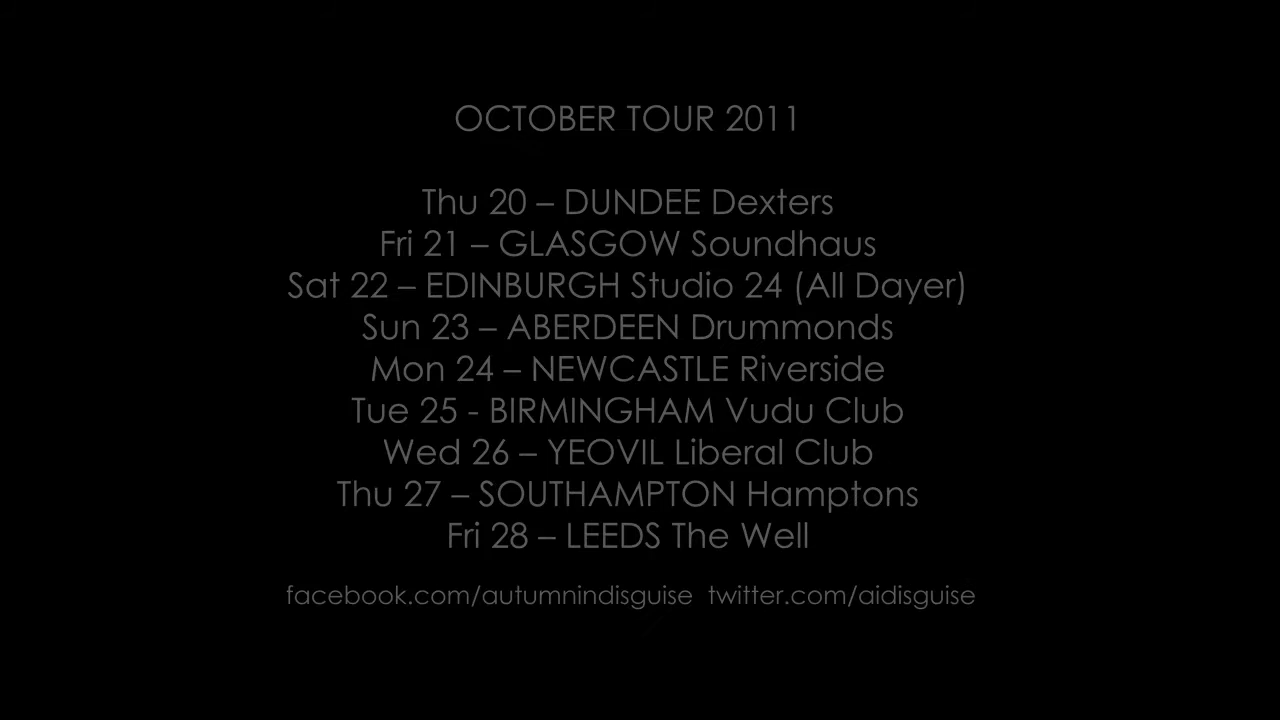 OCTOBER TOUR 2011
Thu 20 – DUNDEE Dexters
Fri 21 – GLASGOW Soundhaus
Sat 22 – EDINBURGH Studio 24 (All Dayer)
Sun 23 – ABERDEEN Drummonds
Mon 24 – NEWCASTLE Riverside
Tue 25 - BIRMINGHAM Vudu Club
Wed 26 – YEOVIL Liberal Club
Thu 27 – SOUTHAMPTON Hamptons
Fri 28 – LEEDS The Well
facebook.com/autumnindisguise twitter.com/aidisguise